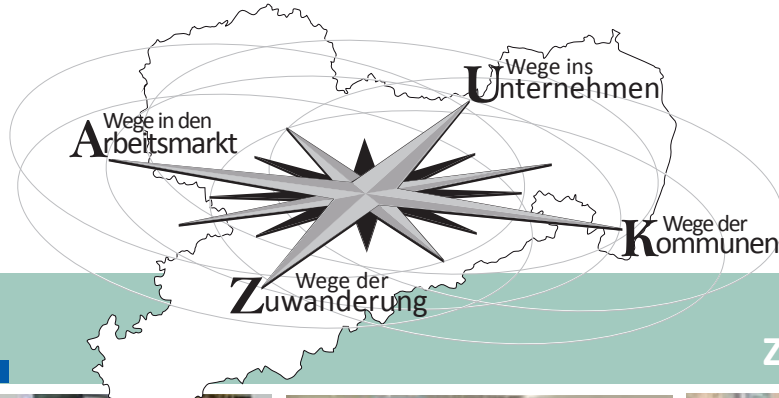 Wege ins
Unternehmen
Wege in den
Arbeitsmarkt
Wege der
Kommunen
Wege der
Zuwanderung
Z